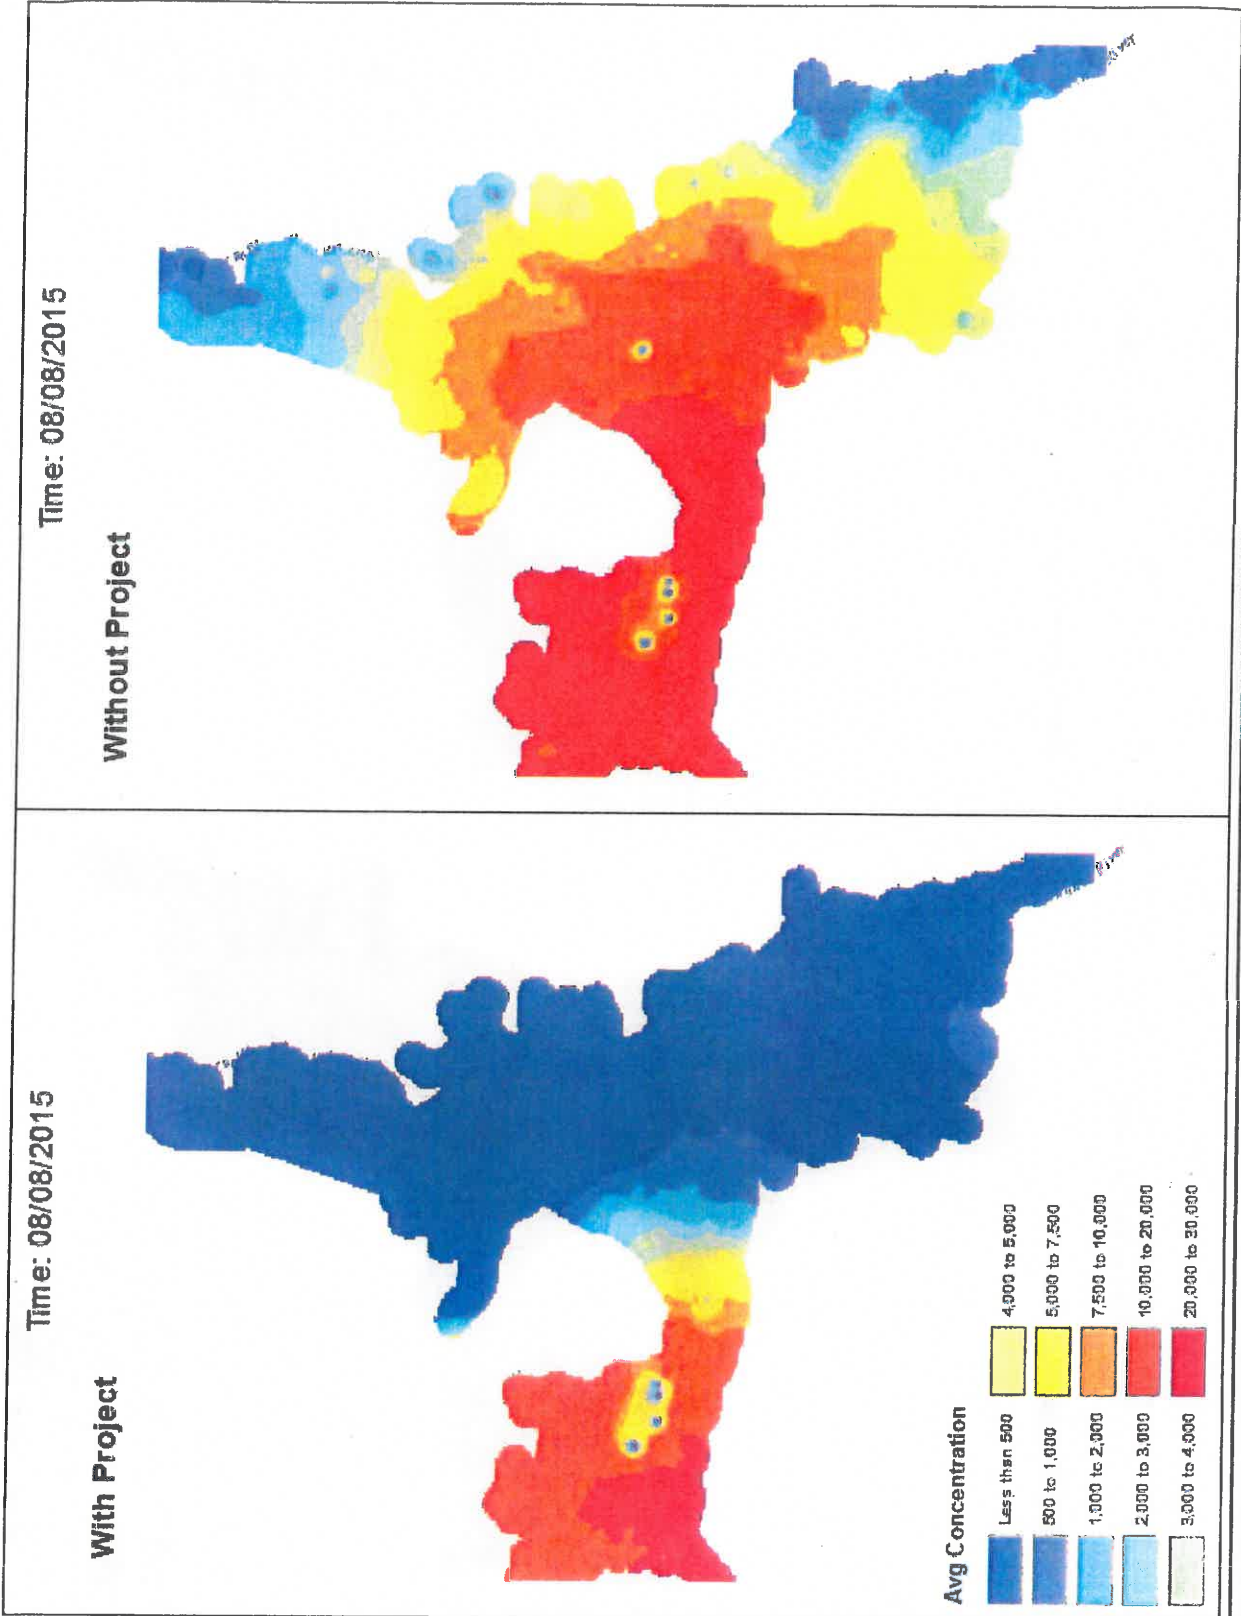 Time: 08/08/2015
With Project
Time: 08/08/2015
Without Project
Avg Concentration
Less than 500
500 to 1,000
1,000 to 2,000
2,000 to 3,000
3,000 to 4,000
4,000 to 5,000
5,000 to 7,500
7,500 to 10,000
10,000 to 20,000
20,000 to 30,000
River
River